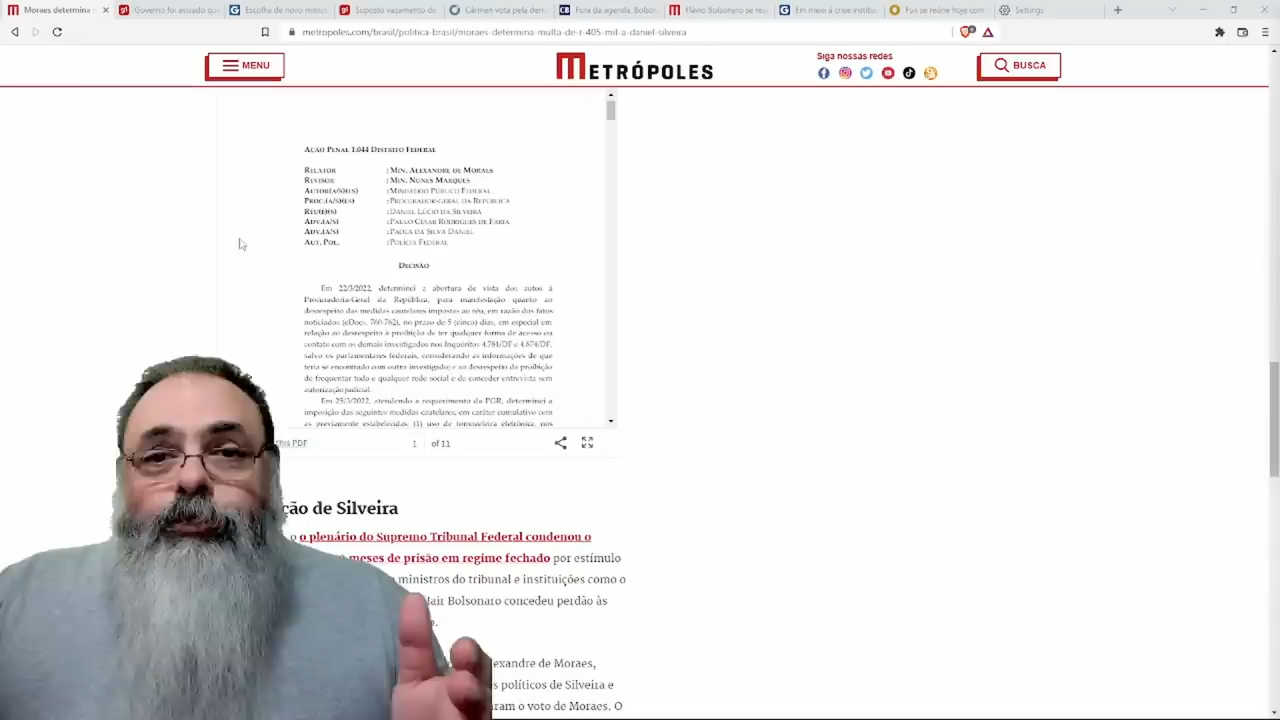 Moraes determina m
Governo foi avisado qu
Escolha de novo minist
Suposto vazamento de
Cármen vota pela derr
Fora da agenda, Bolson
Flávio Bolsonaro se rea
Em meio à crise institu
Fux se reúne hoje com
Settings
metropoles.com/brasil/politica-brasil/moraes-determina-multa-de-r-405-mil-a-daniel-silveira
MENU
METRÓPOLES
Siga nossas redes
BUSCA
AÇÃO PENAL 1.044 DISTRITO FEDERAL
RELATOR : MIN. ALEXANDRE DE MORAES
REVISOR : MIN. NUNES MARQUES
AUTOR(A/S)(ES) : MINISTÉRIO PÚBLICO FEDERAL
PROC.(A/S)(ES) : PROCURADOR-GERAL DA REPÚBLICA
RÉU(É)(S) : DANIEL LÚCIO DA SILVEIRA
ADV.(A/S) : PAULO CÉSAR RODRIGUES DE FARIA
ADV.(A/S) : PAOLA DA SILVA DANIEL
AUT. POL. : POLÍCIA FEDERAL
DECISÃO
Em 22/3/2022, determinei a abertura de vista dos autos à
Procuradoria-Geral da República, para manifestação quanto ao
desrespeito das medidas cautelares impostas ao réu, em razão dos fatos
noticiados (eDocs. 760-762), no prazo de 5 (cinco) dias, em especial em
relação ao desrespeito à proibição de ter qualquer forma de acesso ou
contato com os demais investigados nos Inquéritos 4.781/DF e 4.874/DF,
salvo os parlamentares federais, considerando as informações de que
teria se encontrado com outro investigado; e ao desrespeito da proibição
de frequentar toda e qualquer rede social e de conceder entrevista sem
autorização judicial.
Em 25/3/2022, atendendo a requerimento da PGR, determinei a
imposição das seguintes medidas cautelares, em caráter cumulativo com
as previamente estabelecidas: (1) uso de tornozeleira eletrônica, nos
this PDF
1 of 11
ção de Silveira
o o plenário do Supremo Tribunal Federal condenou o
meses de prisão em regime fechado por estímulo
ministros do tribunal e instituições como o
Jair Bolsonaro concedeu perdão às
o.
exandre de Moraes,
s políticos de Silveira e
ram o voto de Moraes. O